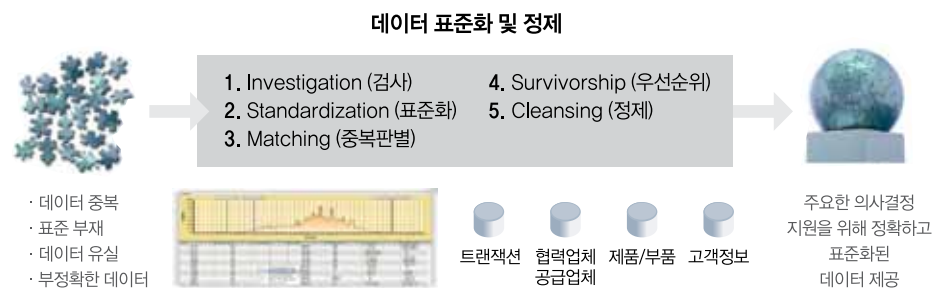 데이터 표준화 및 정제
1. Investigation (검사)
2. Standardization (표준화)
3. Matching (중복판별)
4. Survivorship (우선순위)
5. Cleansing (정제)
· 데이터 중복
· 표준 부재
· 데이터 유실
· 부정확한 데이터
트랜잭션
협력업체
공급업체
제품/부품
고객정보
주요한 의사결정
지원을 위해 정확하고
표준화된
데이터 제공